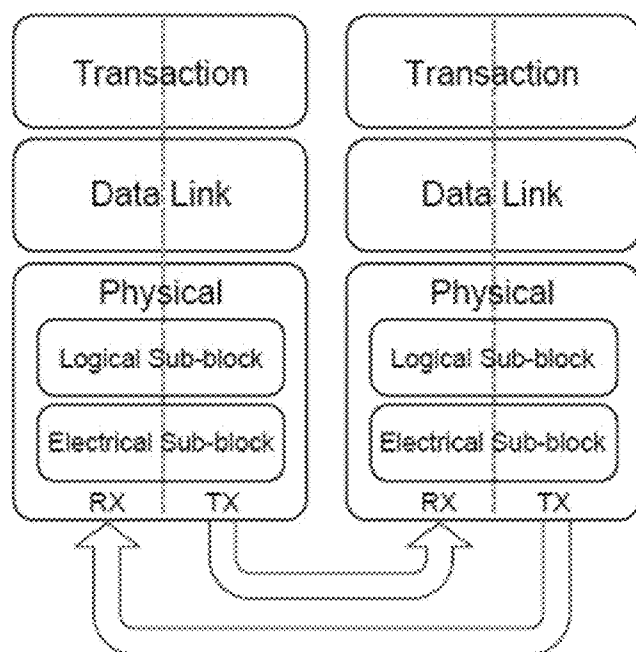 Transaction
Data Link
Physical
Logical Sub-block
Electrical Sub-block
RX TX
Transaction
Data Link
Physical
Logical Sub-block
Electrical Sub-block
RX TX